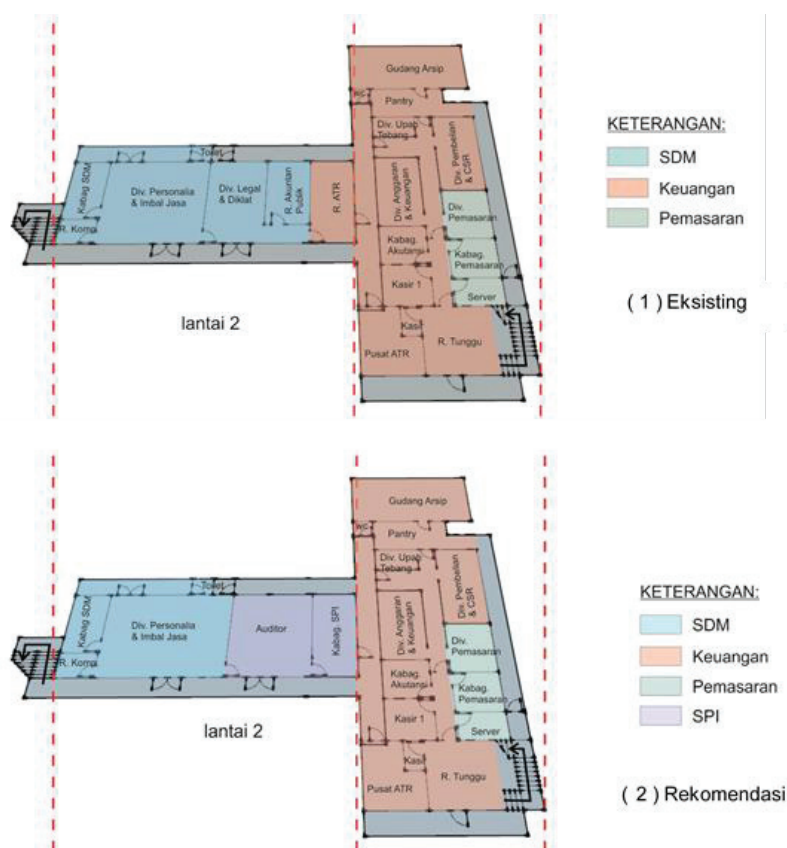 Gudang Arsip
WC
Pantry
Div. Upah
Tebang
Div. Pembelian
& CSR
Toilet
Kabag SDM
Div. Personalia
& Imbal Jasa
Div. Legal
& Diklat
R. Akuntan
Publik
R. ATR
Div. Anggaran
& Keuangan
Div.
Pemasaran
R. Komp
Kabag.
Akutansi
Kabag.
Pemasaran
Kasir 1
Server
Kasir
Pusat ATR
R. Tunggu
lantai 2
KETERANGAN:
SDM
Keuangan
Pemasaran
( 1 ) Eksisting
Gudang Arsip
WC
Pantry
Div. Upah
Tebang
Div. Pembelian
& CSR
Toilet
Kabag SDM
Div. Personalia
& Imbal Jasa
Auditor
Kabag. SPI
Div. Anggaran
& Keuangan
Div.
Pemasaran
R. Komp
Kabag.
Akutansi
Kabag.
Pemasaran
Kasir 1
Server
Kasir
Pusat ATR
R. Tunggu
lantai 2
KETERANGAN:
SDM
Keuangan
Pemasaran
SPI
( 2 ) Rekomendasi